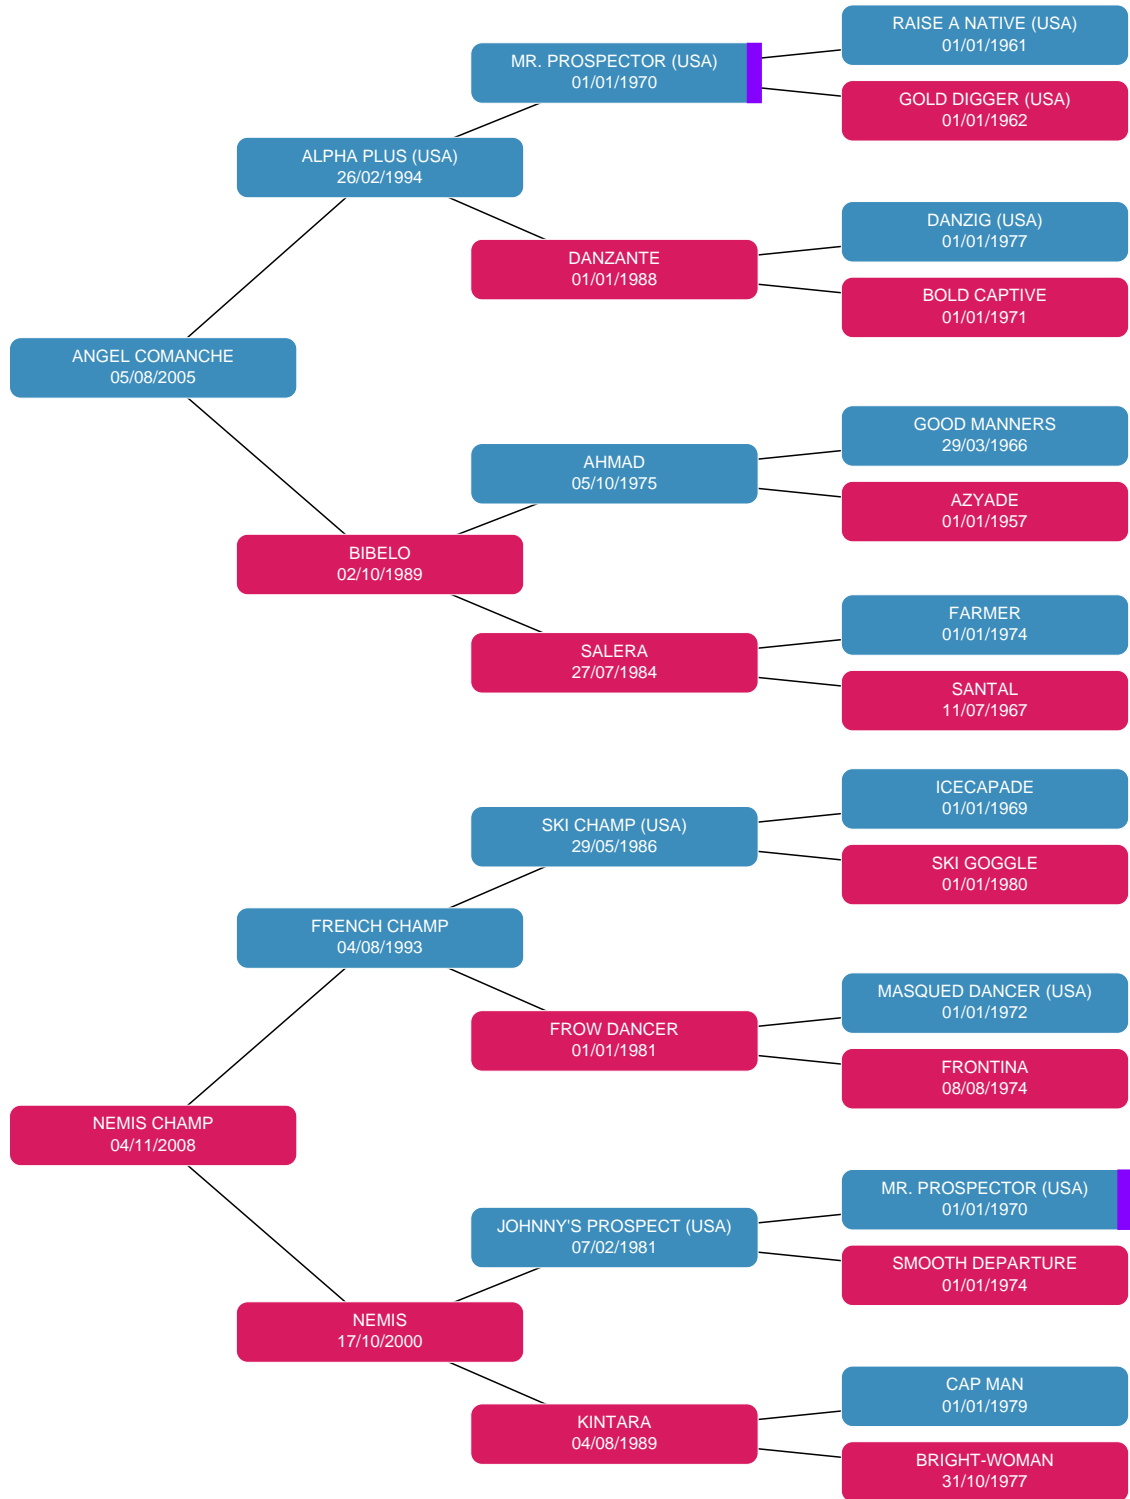 RAISE A NATIVE (USA)
01/01/1961
MR. PROSPECTOR (USA)
01/01/1970
GOLD DIGGER (USA)
01/01/1962
ALPHA PLUS (USA)
26/02/1994
DANZIG (USA)
01/01/1977
DANZANTE
01/01/1988
BOLD CAPTIVE
01/01/1971
ANGEL COMANCHE
05/08/2005
GOOD MANNERS
29/03/1966
AHMAD
05/10/1975
AZYADE
01/01/1957
BIBELO
02/10/1989
FARMER
01/01/1974
SALERA
27/07/1984
SANTAL
11/07/1967
ICECAPADE
01/01/1969
SKI CHAMP (USA)
29/05/1986
SKI GOGGLE
01/01/1980
FRENCH CHAMP
04/08/1993
MASQUED DANCER (USA)
01/01/1972
FROW DANCER
01/01/1981
FRONTINA
08/08/1974
NEMIS CHAMP
04/11/2008
MR. PROSPECTOR (USA)
01/01/1970
JOHNNY'S PROSPECT (USA)
07/02/1981
SMOOTH DEPARTURE
01/01/1974
NEMIS
17/10/2000
CAP MAN
01/01/1979
KINTARA
04/08/1989
BRIGHT-WOMAN
31/10/1977